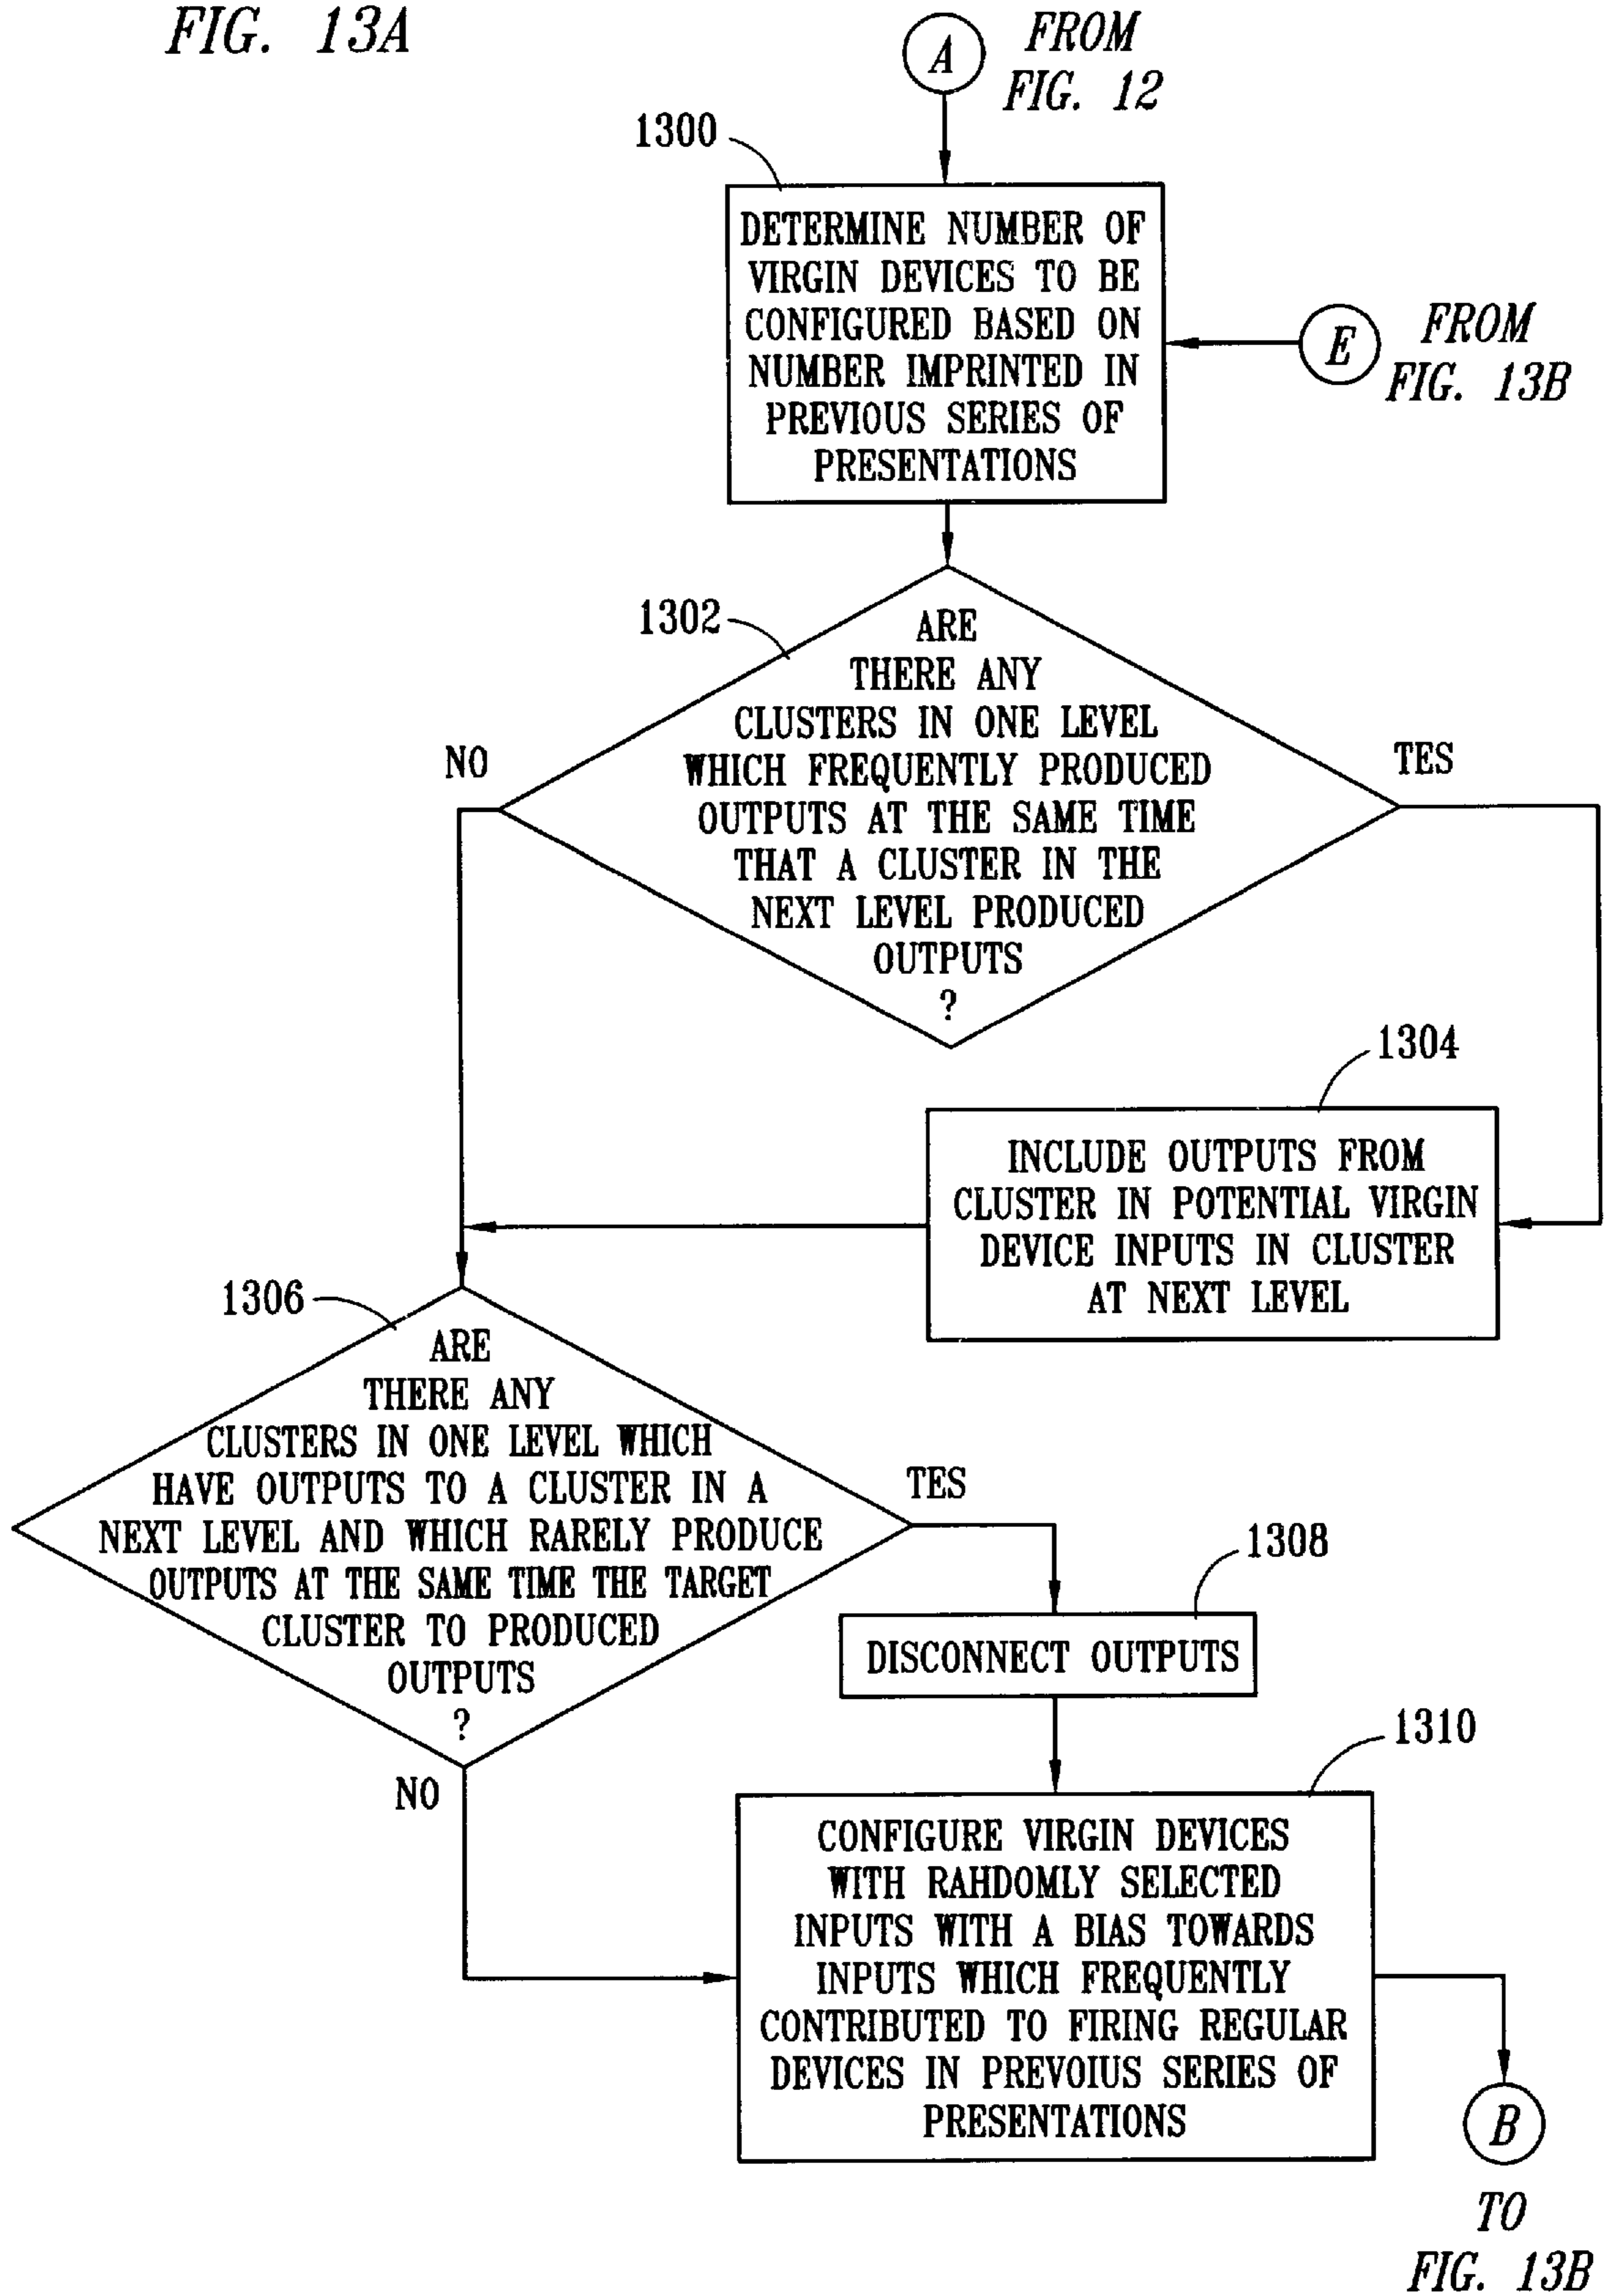 FIG. 13A
A
FROM
FIG. 12
1300
DETERMINE NUMBER OF
VIRGIN DEVICES TO BE
CONFIGURED BASED ON
NUMBER IMPRINTED IN
PREVIOUS SERIES OF
PRESENTATIONS
E
FROM
FIG. 13B
1302
ARE
THERE ANY
CLUSTERS IN ONE LEVEL
WHICH FREQUENTLY PRODUCED
OUTPUTS AT THE SAME TIME
THAT A CLUSTER IN THE
NEXT LEVEL PRODUCED
OUTPUTS
?
NO
TES
1304
INCLUDE OUTPUTS FROM
CLUSTER IN POTENTIAL VIRGIN
DEVICE INPUTS IN CLUSTER
AT NEXT LEVEL
1306
ARE
THERE ANY
CLUSTERS IN ONE LEVEL WHICH
HAVE OUTPUTS TO A CLUSTER IN A
NEXT LEVEL AND WHICH RARELY PRODUCE
OUTPUTS AT THE SAME TIME THE TARGET
CLUSTER TO PRODUCED
OUTPUTS
?
TES
NO
1308
DISCONNECT OUTPUTS
1310
CONFIGURE VIRGIN DEVICES
WITH RAHDOMLY SELECTED
INPUTS WITH A BIAS TOWARDS
INPUTS WHICH FREQUENTLY
CONTRIBUTED TO FIRING REGULAR
DEVICES IN PREVOIUS SERIES OF
PRESENTATIONS
B
TO
FIG. 13B